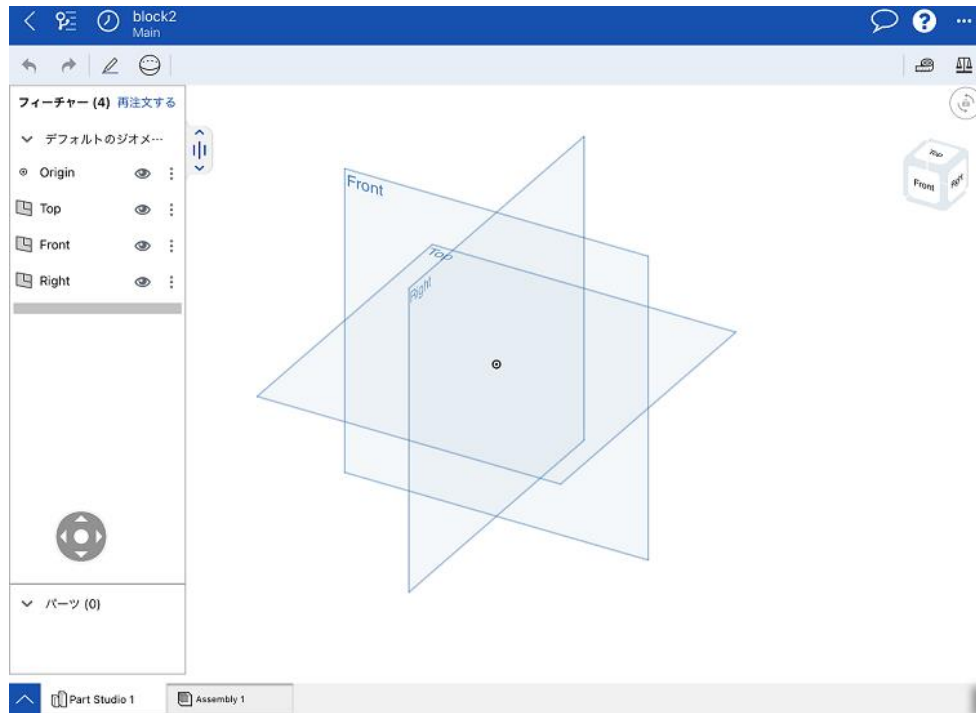 block2
Main
フィーチャー (4) 再注文する
デフォルトのジオメ…
Origin
Top
Front
Right
Front
Top
Right
Top
Front
Right
パーツ (0)
Part Studio 1
Assembly 1